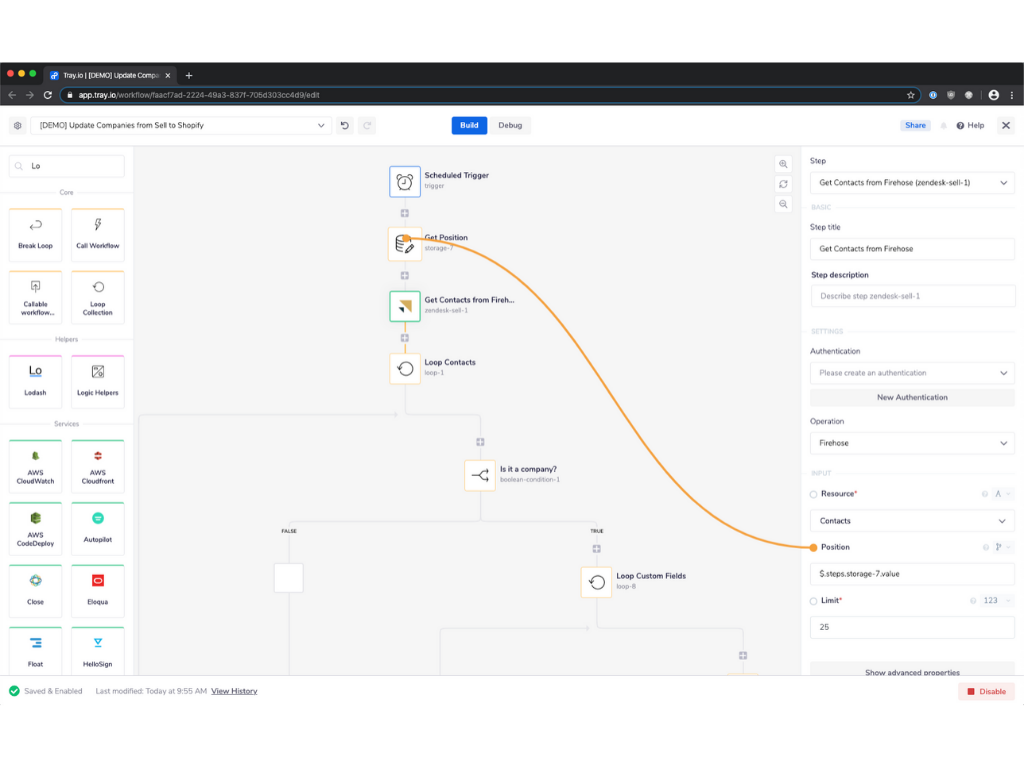 Tray.io | [DEMO] Update Compa
app.tray.io/workflow/faacf7ad-2224-49a3-837f-705d303cc4d9/edit
[DEMO] Update Companies from Sell to Shopify
Build
Debug
Share
Help
Lo
Core
Break Loop
Call Workflow
Callable
workflow...
Loop
Collection
Helpers
Lo
Lodash
Logic Helpers
Services
AWS
CloudWatch
AWS
Cloudfront
AWS
CodeDeploy
Autopilot
Close
Eloqua
Float
HelloSign
Scheduled Trigger
trigger
Get Position
storage-7
Get Contacts from Fireh...
zendesk-sell-1
Loop Contacts
loop-1
Is it a company?
boolean-condition-1
FALSE
TRUE
Loop Custom Fields
loop-8
Step
Get Contacts from Firehose (zendesk-sell-1)
BASIC
Step title
Get Contacts from Firehose
Step description
Describe step zendesk-sell-1
SETTINGS
Authentication
Please create an authentication
New Authentication
Operation
Firehose
INPUT
Resource*
Contacts
Position
$.steps.storage-7.value
Limit*
123
25
Show advanced properties
Saved & Enabled
Last modified: Today at 9:55 AM
View History
Disable